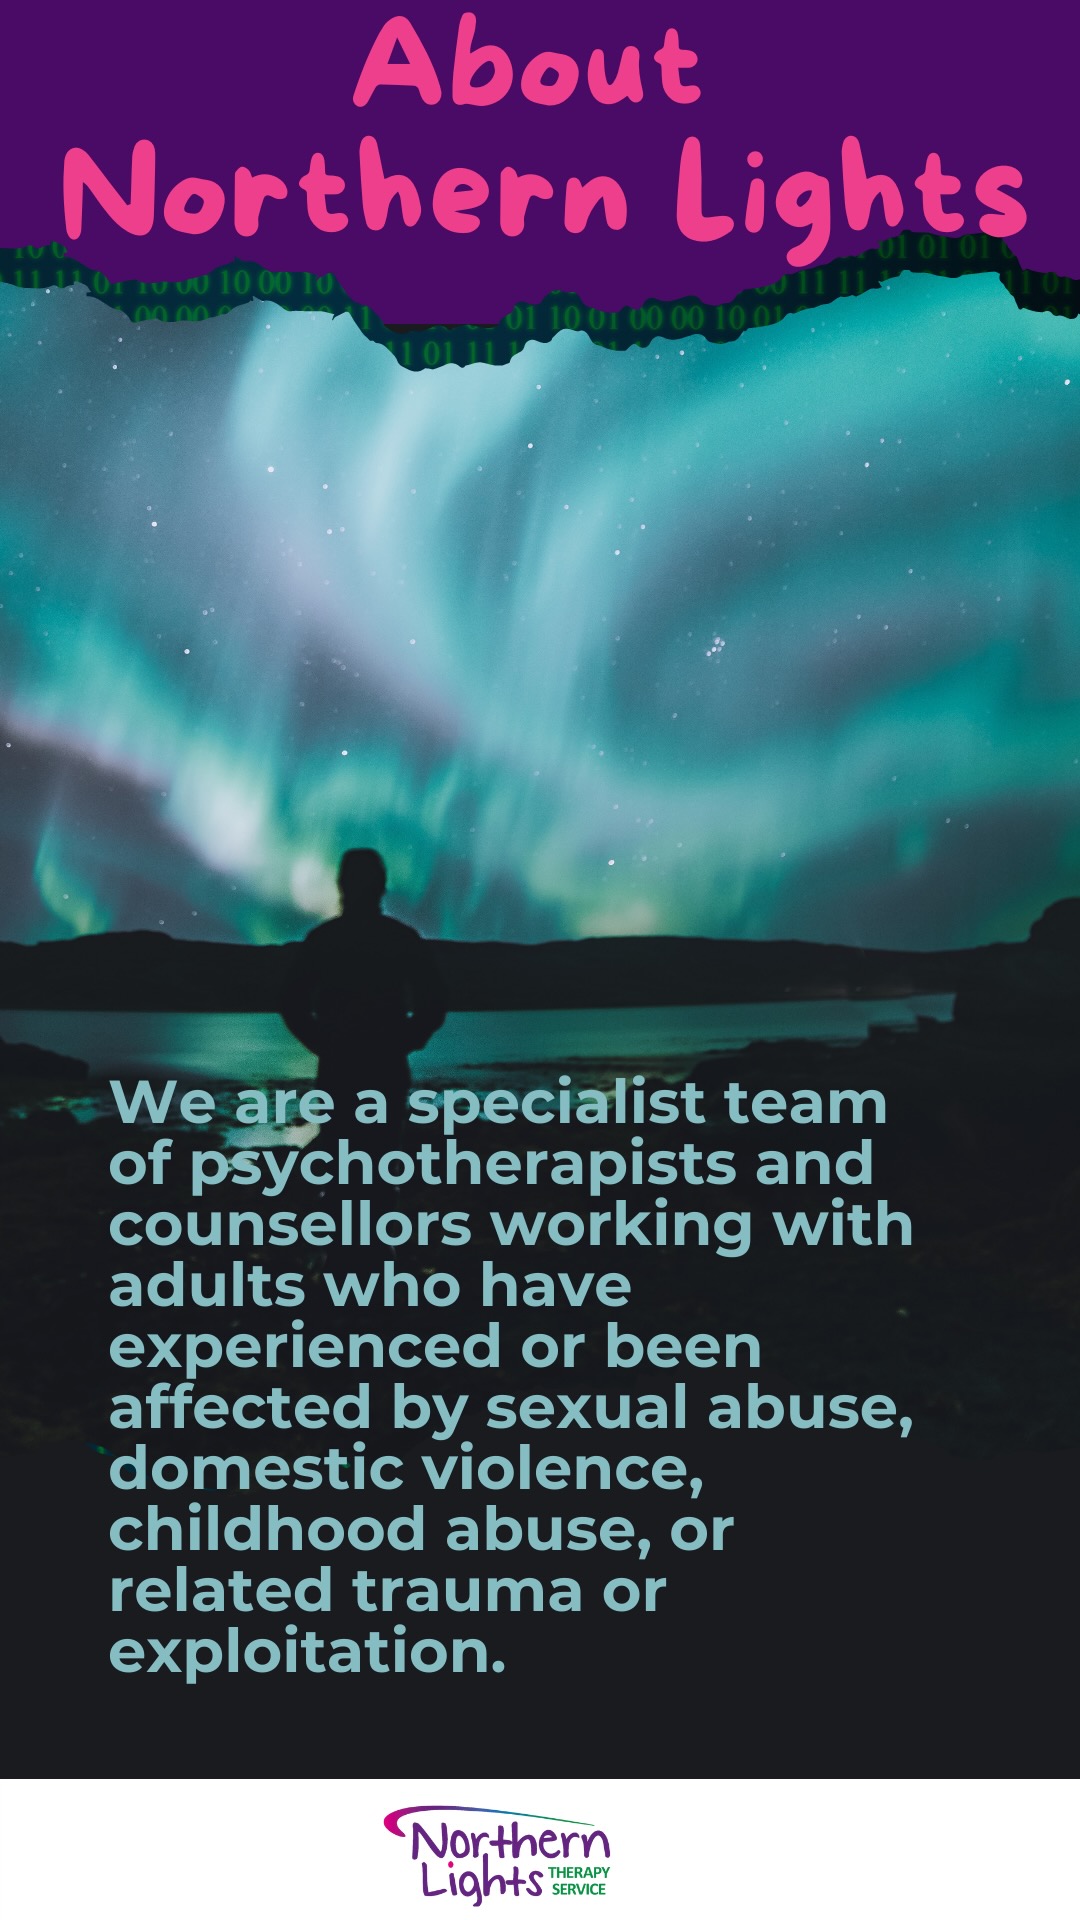 About
Northern Lights
We are a specialist team
of psychotherapists and
counsellors working with
adults who have
experienced or been
affected by sexual abuse,
domestic violence,
childhood abuse, or
related trauma or
exploitation.
Northern
Lights THERAPY
SERVICE